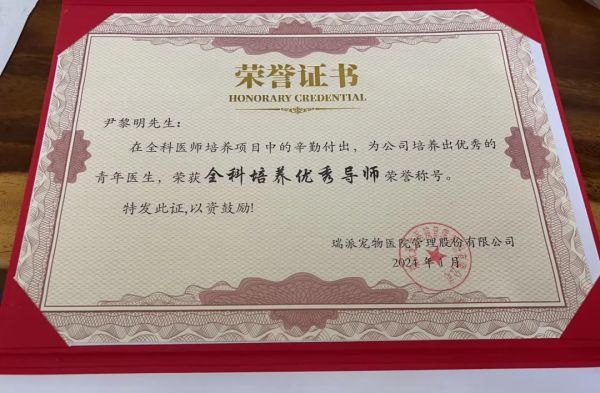 荣誉证书
HONORARY CREDENTIAL
尹黎明先生：
在全科医师培养项目中的辛勤付出，为公司培养出优秀的
青年医生，荣获全科培养优秀导师荣誉称号。
特发此证，以资鼓励!
瑞派宠物医院管理股份有限公司
2024年1月